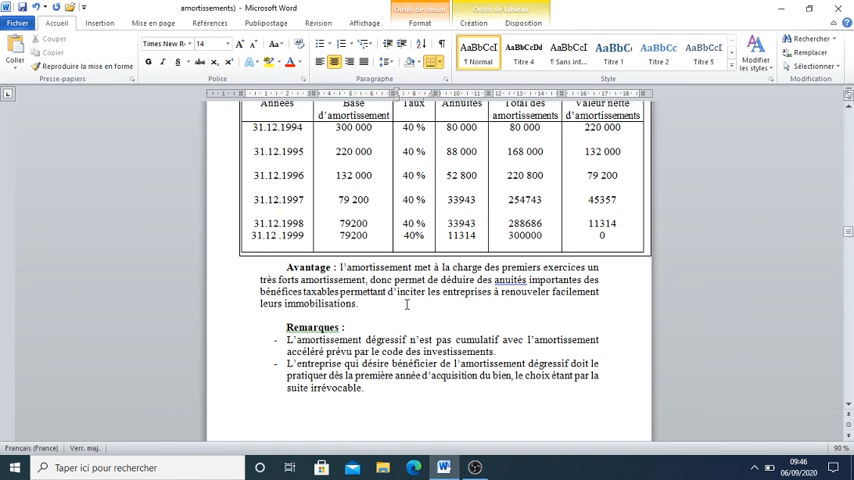 amortissements) - Microsoft Word
Outils de dessin
Outils de tableau
Fichier Accueil Insertion Mise en page Références Publipostage Révision Affichage Format Création Disposition
Coller
Couper
Copier
Reproduire la mise en forme
Presse-papiers
Times New Ro 14
Police
Paragraphe
AaBbCcI AaBbCcDd AaBbCcI AaBbC AaBbCc AaBbCcI
¶ Normal Titre 4 ¶ Sans int... Titre 1 Titre 2 Titre 5
Style
Modifier les styles
Rechercher
Remplacer
Sélectionner
Modification
Années Base d'amortissement Taux Annuités Total des amortissements Valeur nette d'amortissements
31.12.1994 300 000 40 % 80 000 80 000 220 000
31.12.1995 220 000 40 % 88 000 168 000 132 000
31.12.1996 132 000 40 % 52 800 220 800 79 200
31.12.1997 79 200 40 % 33943 254743 45357
31.12.1998 79200 40 % 33943 288686 11314
31.12 .1999 79200 40% 11314 300000 0
Avantage : l'amortissement met à la charge des premiers exercices un
très forts amortissement, donc permet de déduire des anuités importantes des
bénéfices taxables permettant d'inciter les entreprises à renouveler facilement
leurs immobilisations.
Remarques :
- L'amortissement dégressif n'est pas cumulatif avec l'amortissement
accéléré prévu par le code des investissements.
- L'entreprise qui désire bénéficier de l'amortissement dégressif doit le
pratiquer dès la première année d'acquisition du bien, le choix étant par la
suite irrévocable.
Français (France) Verr. maj. 90 %
Taper ici pour rechercher
09:46
06/09/2020